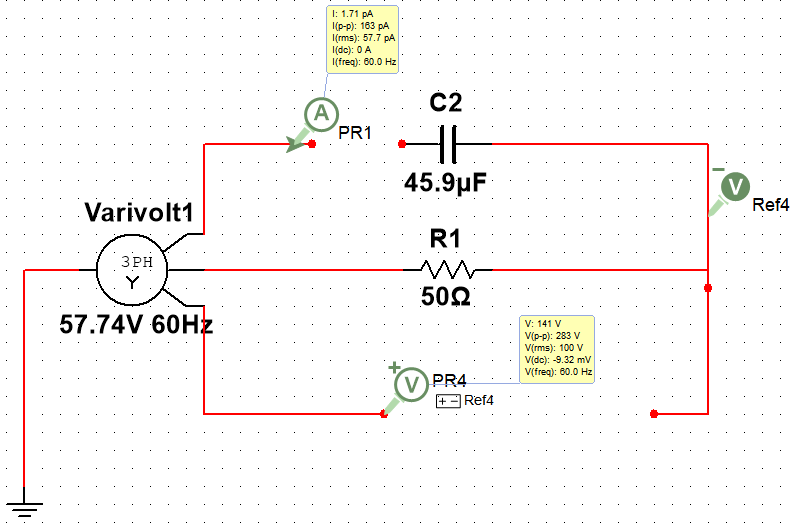 I: 1.71 pA
I(p-p): 163 pA
I(rms): 57.7 pA
I(dc): 0 A
I(freq): 60.0 Hz
A
PR1
C2
45.9µF
V
Ref4
Varivolt1
3PH
Y
57.74V 60Hz
R1
50Ω
V: 141 V
V(p-p): 283 V
V(rms): 100 V
V(dc): -9.32 mV
V(freq): 60.0 Hz
V
PR4
+ - Ref4